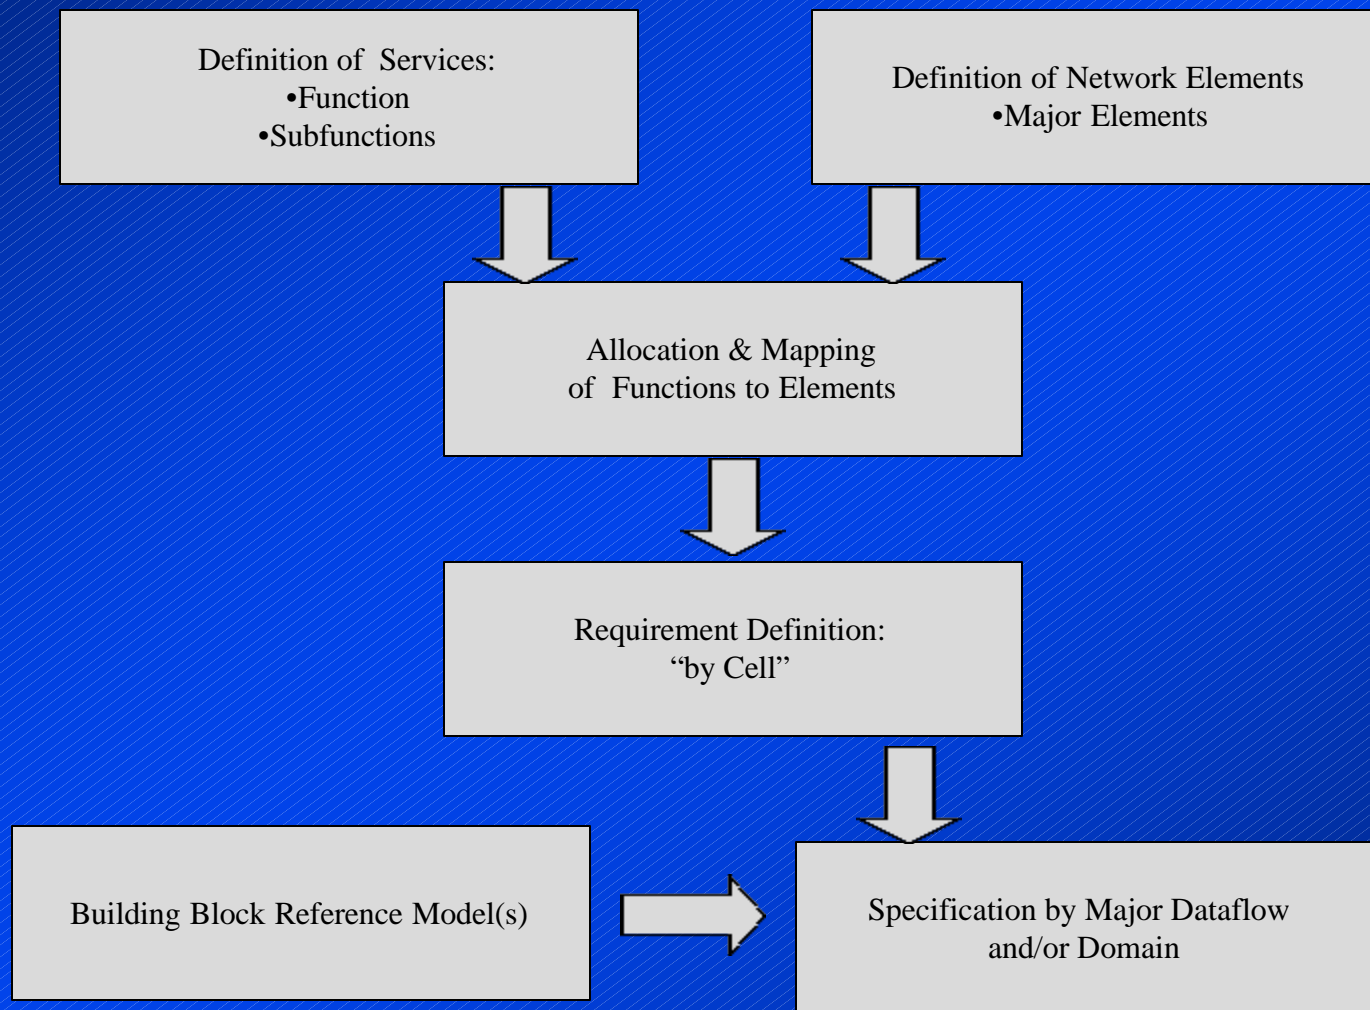 Definition of Services:
•Function
•Subfunctions
Definition of Network Elements
•Major Elements
Allocation & Mapping
of Functions to Elements
Requirement Definition:
“by Cell”
Building Block Reference Model(s)
Specification by Major Dataflow
and/or Domain